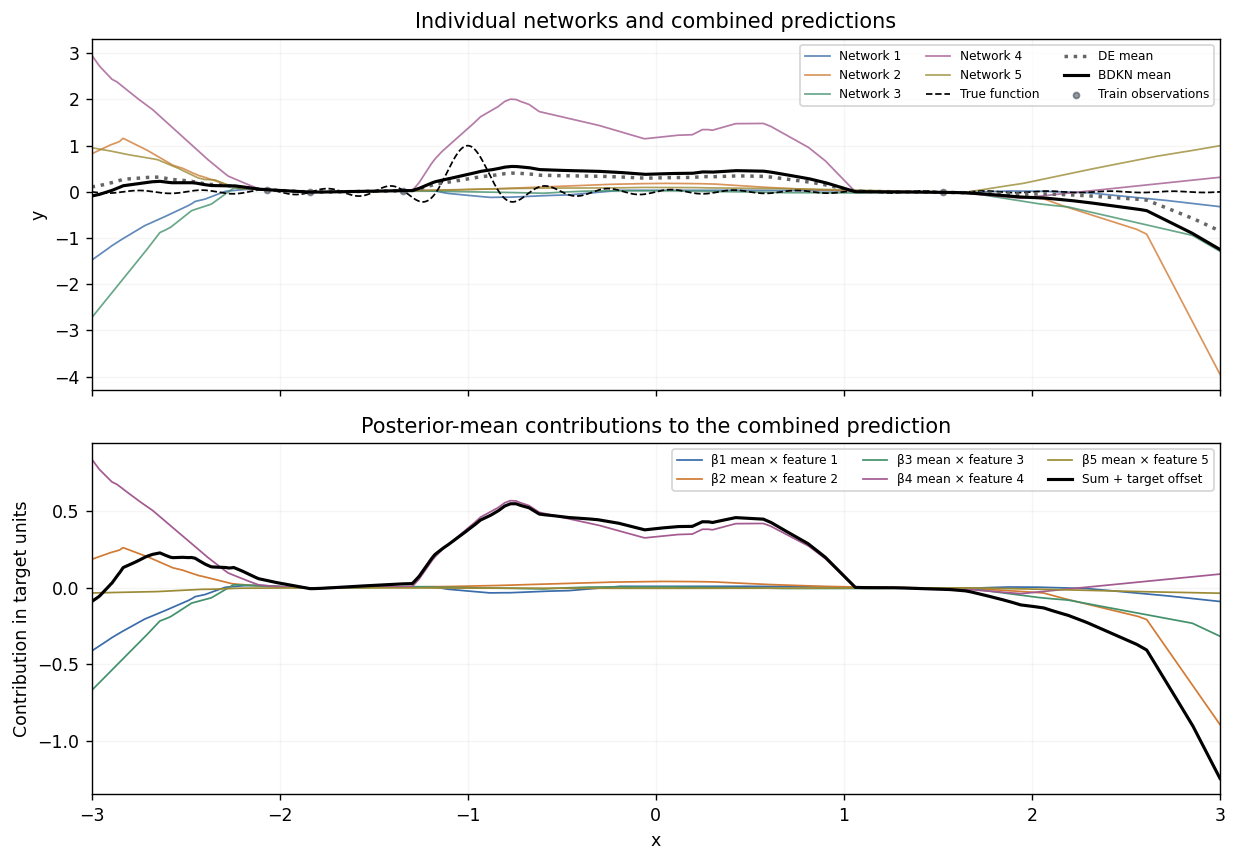 Individual networks and combined predictions
3
2
1
0
−1
−2
−3
−4
y
Network 1
Network 2
Network 3
Network 4
Network 5
True function
DE mean
BDKN mean
Train observations
Posterior-mean contributions to the combined prediction
0.5
0.0
−0.5
−1.0
Contribution in target units
β1 mean × feature 1
β2 mean × feature 2
β3 mean × feature 3
β4 mean × feature 4
β5 mean × feature 5
Sum + target offset
−3 −2 −1 0 1 2 3
x